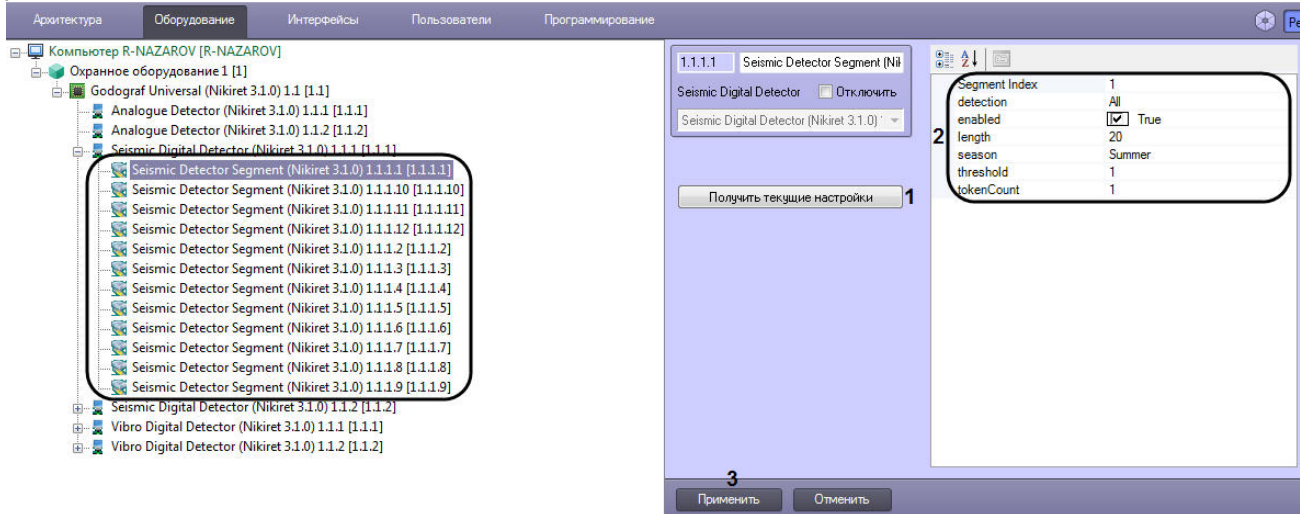 Архитектура Оборудование Интерфейсы Пользователи Программирование Ре
Компьютер R-NAZAROV [R-NAZAROV]
Охранное оборудование 1 [1]
Godograf Universal (Nikiret 3.1.0) 1.1 [1.1]
Analogue Detector (Nikiret 3.1.0) 1.1.1 [1.1.1]
Analogue Detector (Nikiret 3.1.0) 1.1.2 [1.1.2]
Seismic Digital Detector (Nikiret 3.1.0) 1.1.1 [1.1.1]
Seismic Detector Segment (Nikiret 3.1.0) 1.1.1.1 [1.1.1.1]
Seismic Detector Segment (Nikiret 3.1.0) 1.1.1.10 [1.1.1.10]
Seismic Detector Segment (Nikiret 3.1.0) 1.1.1.11 [1.1.1.11]
Seismic Detector Segment (Nikiret 3.1.0) 1.1.1.12 [1.1.1.12]
Seismic Detector Segment (Nikiret 3.1.0) 1.1.1.2 [1.1.1.2]
Seismic Detector Segment (Nikiret 3.1.0) 1.1.1.3 [1.1.1.3]
Seismic Detector Segment (Nikiret 3.1.0) 1.1.1.4 [1.1.1.4]
Seismic Detector Segment (Nikiret 3.1.0) 1.1.1.5 [1.1.1.5]
Seismic Detector Segment (Nikiret 3.1.0) 1.1.1.6 [1.1.1.6]
Seismic Detector Segment (Nikiret 3.1.0) 1.1.1.7 [1.1.1.7]
Seismic Detector Segment (Nikiret 3.1.0) 1.1.1.8 [1.1.1.8]
Seismic Detector Segment (Nikiret 3.1.0) 1.1.1.9 [1.1.1.9]
Seismic Digital Detector (Nikiret 3.1.0) 1.1.2 [1.1.2]
Vibro Digital Detector (Nikiret 3.1.0) 1.1.1 [1.1.1]
Vibro Digital Detector (Nikiret 3.1.0) 1.1.2 [1.1.2]
1.1.1.1 Seismic Detector Segment (Nil
Seismic Digital Detector Отключить
Seismic Digital Detector (Nikiret 3.1.0)
Получить текущие настройки 1
2
Segment Index 1
detection All
enabled True
length 20
season Summer
threshold 1
tokenCount 1
3
Применить Отменить